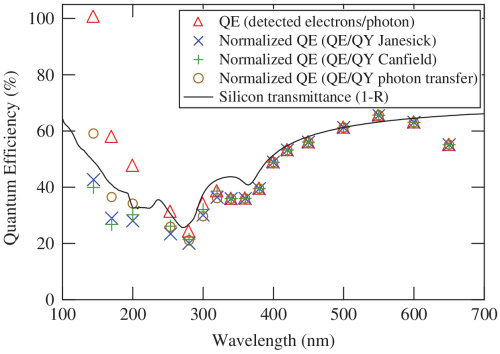 100
80
60
40
20
0
Quantum Efficiency (%)
QE (detected electrons/photon)
Normalized QE (QE/QY Janesick)
Normalized QE (QE/QY Canfield)
Normalized QE (QE/QY photon transfer)
Silicon transmittance (1-R)
100 200 300 400 500 600 700
Wavelength (nm)